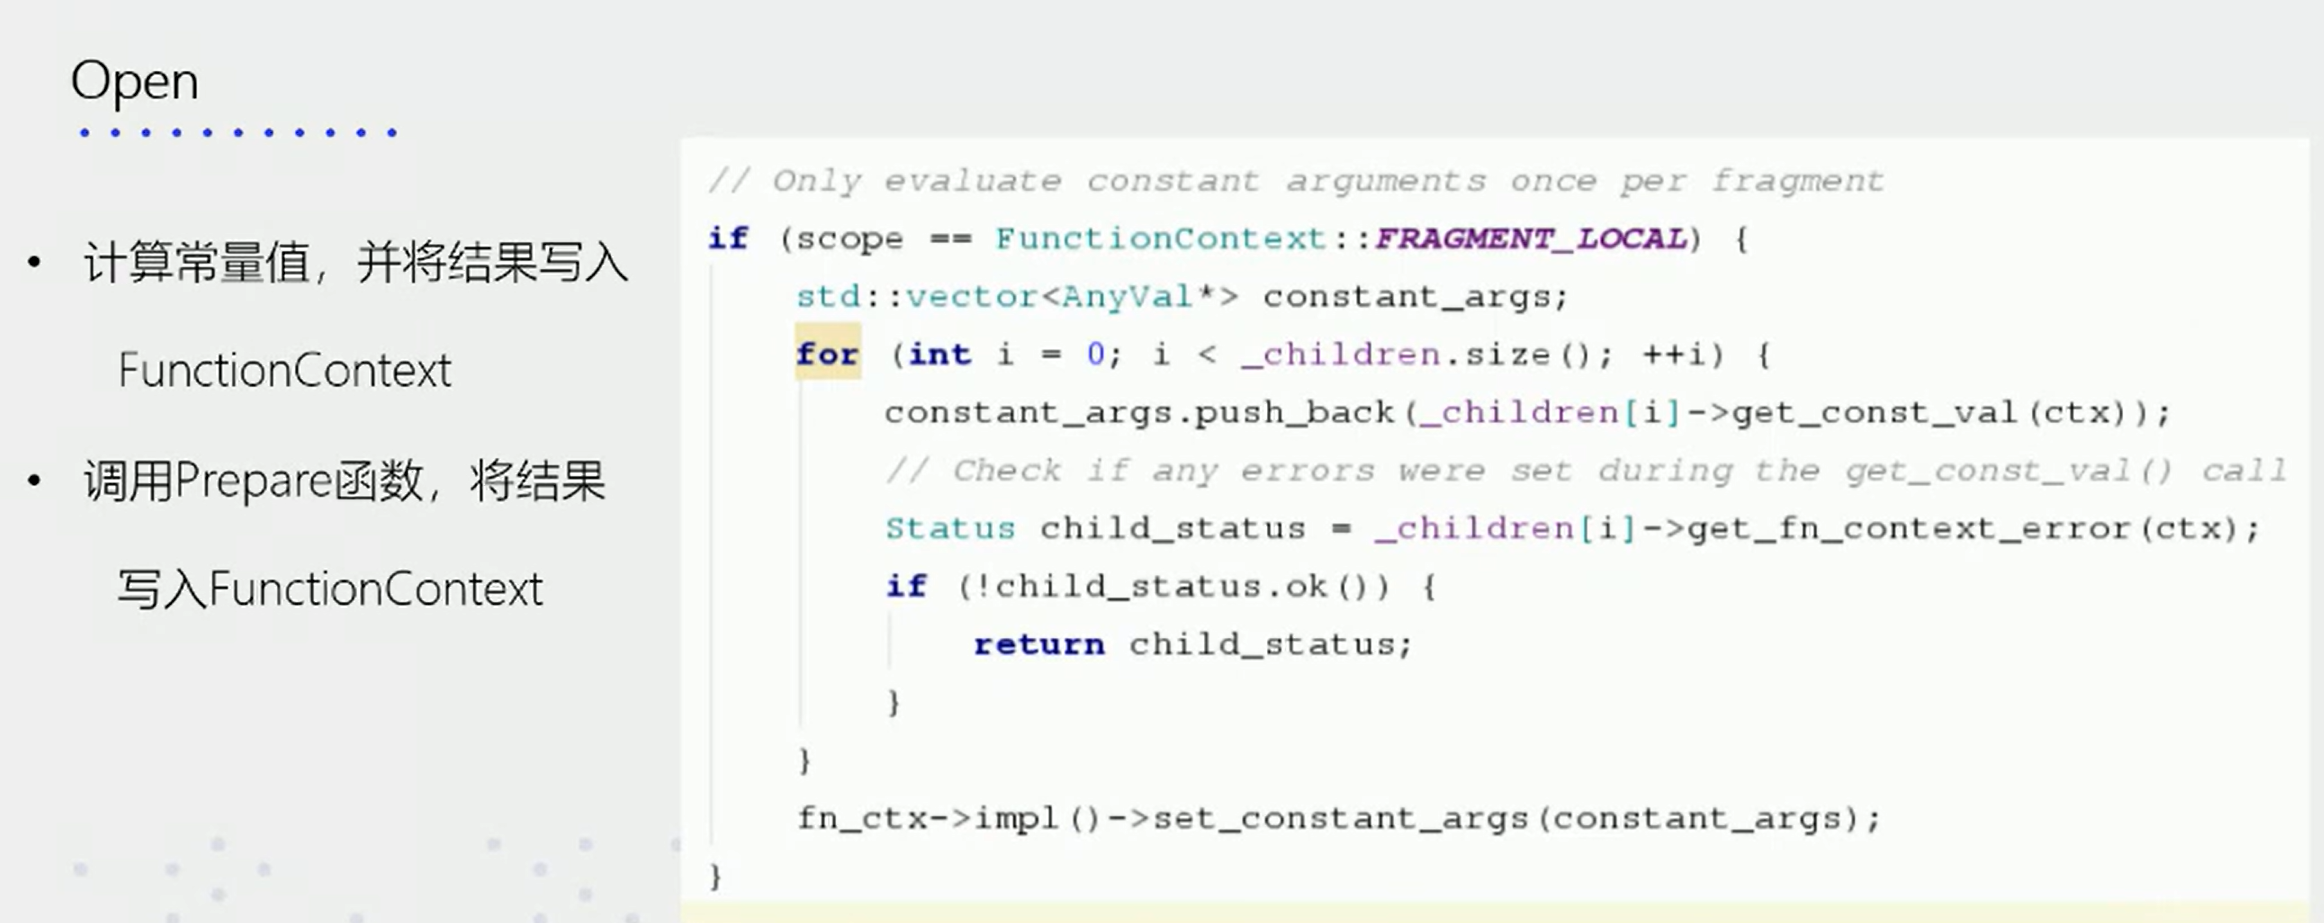 Open
• 计算常量值，并将结果写入
FunctionContext
• 调用Prepare函数，将结果
写入FunctionContext
// Only evaluate constant arguments once per fragment
if (scope == FunctionContext::FRAGMENT_LOCAL) {
    std::vector<AnyVal*> constant_args;
    for (int i = 0; i < _children.size(); ++i) {
        constant_args.push_back(_children[i]->get_const_val(ctx));
        // Check if any errors were set during the get_const_val() call
        Status child_status = _children[i]->get_fn_context_error(ctx);
        if (!child_status.ok()) {
            return child_status;
        }
    }
    fn_ctx->impl()->set_constant_args(constant_args);
}